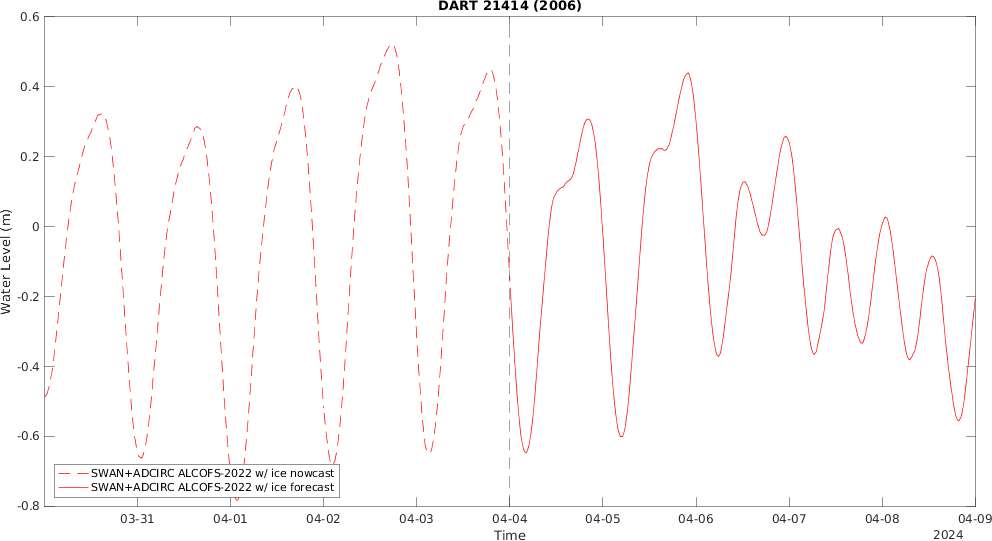 DART 21414 (2006)
0.6
0.4
0.2
0
-0.2
-0.4
-0.6
-0.8
Water Level (m)
SWAN+ADCIRC ALCOFS-2022 w/ ice nowcast
SWAN+ADCIRC ALCOFS-2022 w/ ice forecast
03-31 04-01 04-02 04-03 04-04 04-05 04-06 04-07 04-08 04-09
Time
2024